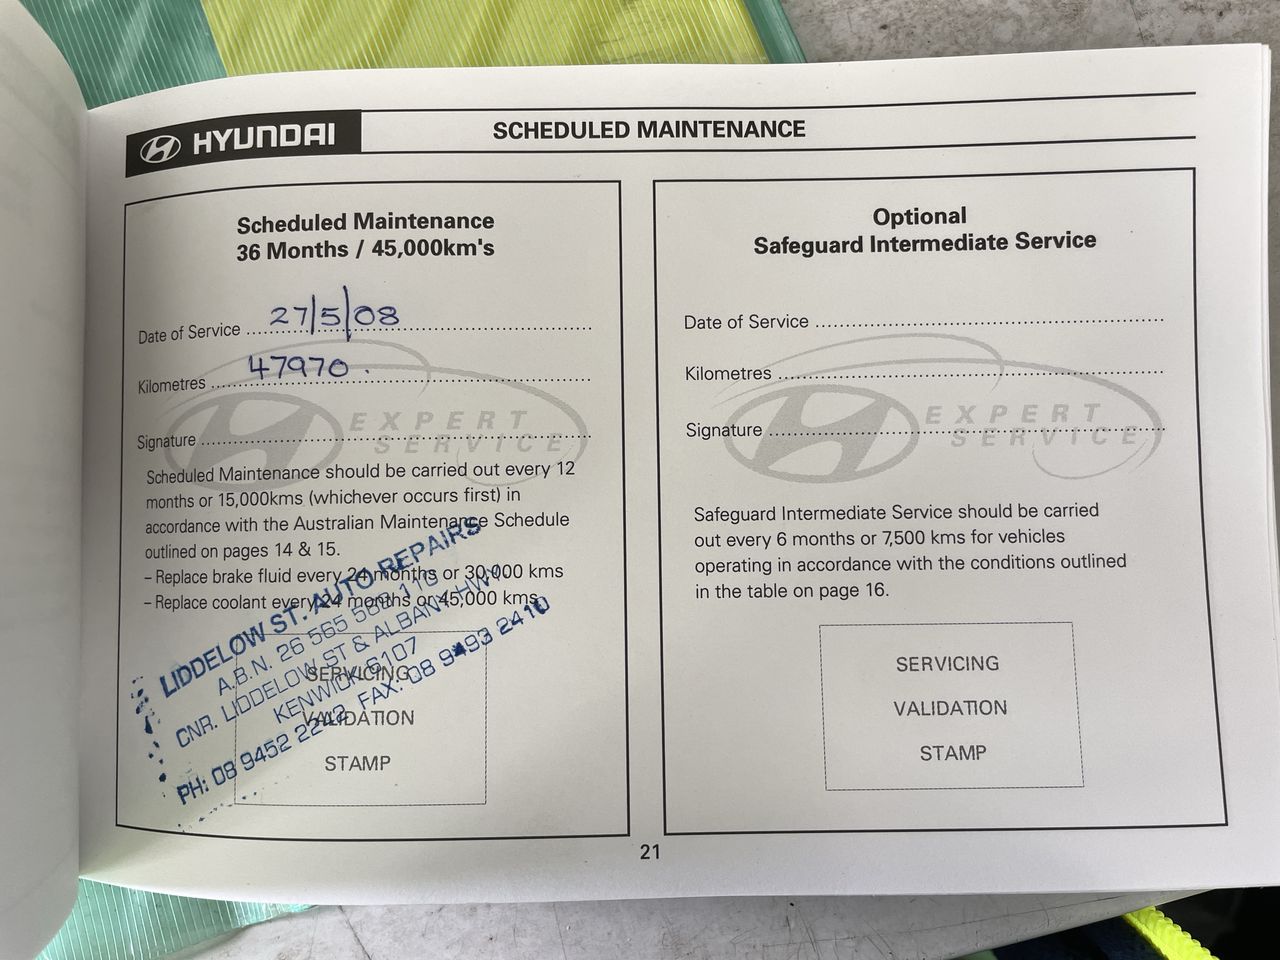 HYUNDAI
SCHEDULED MAINTENANCE
Scheduled Maintenance
36 Months / 45,000km's
Date of Service 27/5/08
Kilometres 47970.
Signature
EXPERT
SERVICE
Scheduled Maintenance should be carried out every 12
months or 15,000kms (whichever occurs first) in
accordance with the Australian Maintenance Schedule
outlined on pages 14 & 15.
– Replace brake fluid every 24 months or 30,000 kms
– Replace coolant every 24 months or 45,000 kms
LIDDELOW ST. AUTO REPAIRS
A.B.N. 26 565 113
CNR. LIDDELOW ST & ALBANY HWY
KENWICK 6107
PH: 08 9452 2242 FAX: 08 9493 2410
SERVICING
VALIDATION
STAMP
Optional
Safeguard Intermediate Service
Date of Service
Kilometres
Signature
EXPERT
SERVICE
Safeguard Intermediate Service should be carried
out every 6 months or 7,500 kms for vehicles
operating in accordance with the conditions outlined
in the table on page 16.
SERVICING
VALIDATION
STAMP
21